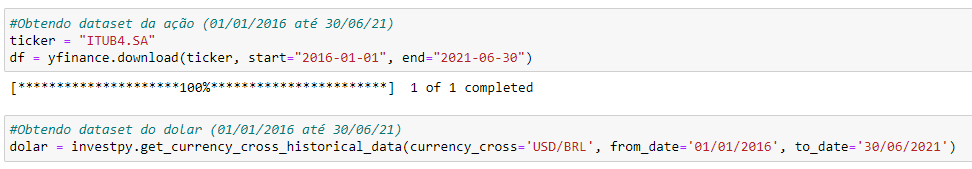 #Obtendo dataset da ação (01/01/2016 até 30/06/21)
ticker = "ITUB4.SA"
df = yfinance.download(ticker, start="2016-01-01", end="2021-06-30")
[*********************100%***********************]  1 of 1 completed
#Obtendo dataset do dolar (01/01/2016 até 30/06/21)
dolar = investpy.get_currency_cross_historical_data(currency_cross='USD/BRL', from_date='01/01/2016', to_date='30/06/2021')